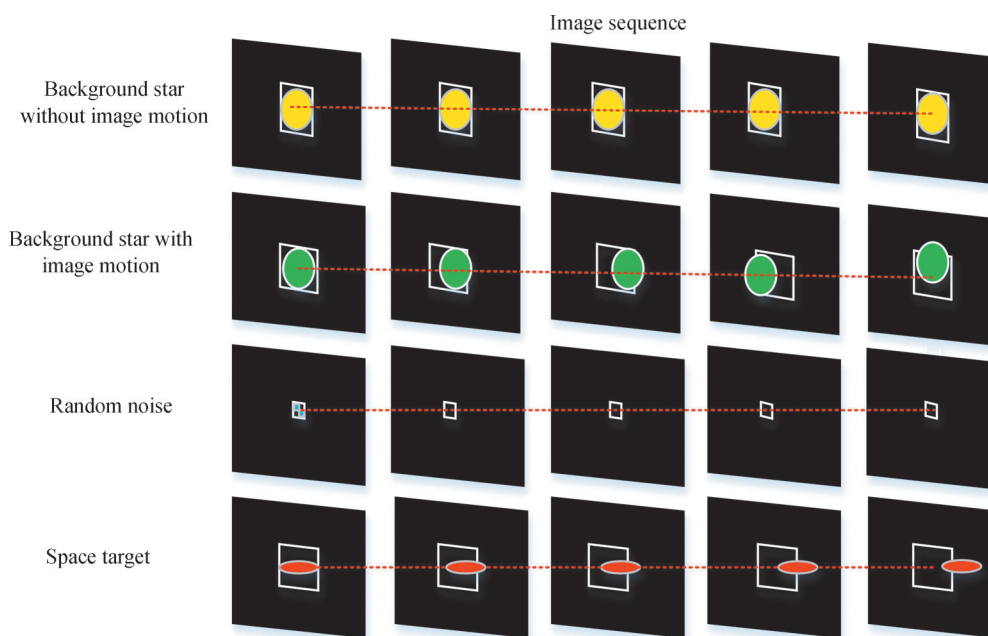 Image sequence
Background star
without image motion
Background star with
image motion
Random noise
Space target